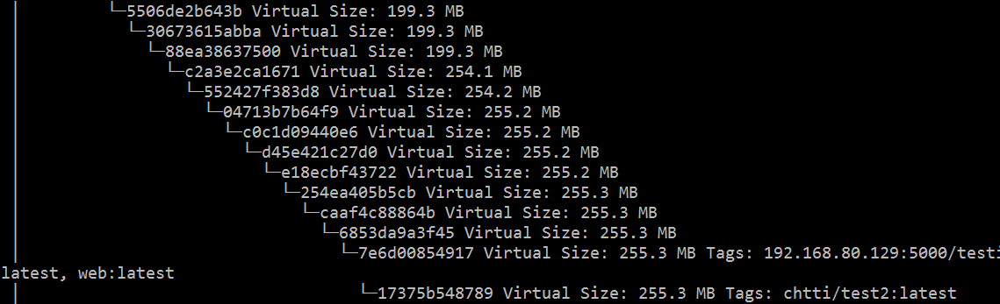 └─5506de2b643b Virtual Size: 199.3 MB
└─30673615abba Virtual Size: 199.3 MB
└─88ea38637500 Virtual Size: 199.3 MB
└─c2a3e2ca1671 Virtual Size: 254.1 MB
└─552427f383d8 Virtual Size: 254.2 MB
└─04713b7b64f9 Virtual Size: 255.2 MB
└─c0c1d09440e6 Virtual Size: 255.2 MB
└─d45e421c27d0 Virtual Size: 255.2 MB
└─e18ecbf43722 Virtual Size: 255.2 MB
└─254ea405b5cb Virtual Size: 255.3 MB
└─caaf4c88864b Virtual Size: 255.3 MB
└─6853da9a3f45 Virtual Size: 255.3 MB
└─7e6d00854917 Virtual Size: 255.3 MB Tags: 192.168.80.129:5000/testi
latest, web:latest
└─17375b548789 Virtual Size: 255.3 MB Tags: chtti/test2:latest